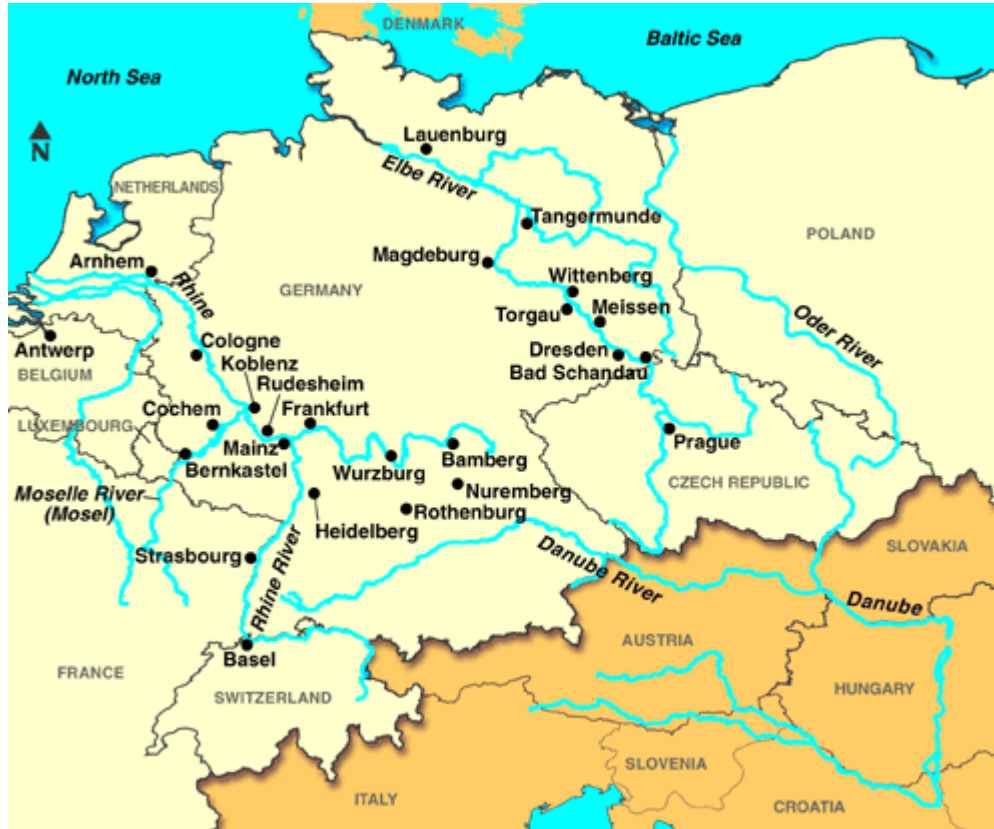 DENMARK
Baltic Sea
North Sea
N
Lauenburg
Elbe River
NETHERLANDS
Tangermunde
POLAND
Arnhem
Rhine
Magdeburg
GERMANY
Wittenberg
Torgau
Meissen
Oder River
Antwerp
Cologne
Koblenz
Dresden
BELGIUM
Rudesheim
Bad Schandau
Cochem
Frankfurt
LUXEMBOURG
Mainz
Prague
Bernkastel
Wurzburg
Bamberg
CZECH REPUBLIC
Moselle River
(Mosel)
Nuremberg
Rothenburg
Heidelberg
Strasbourg
Rhine River
Danube River
SLOVAKIA
Danube
Basel
AUSTRIA
FRANCE
SWITZERLAND
HUNGARY
SLOVENIA
ITALY
CROATIA